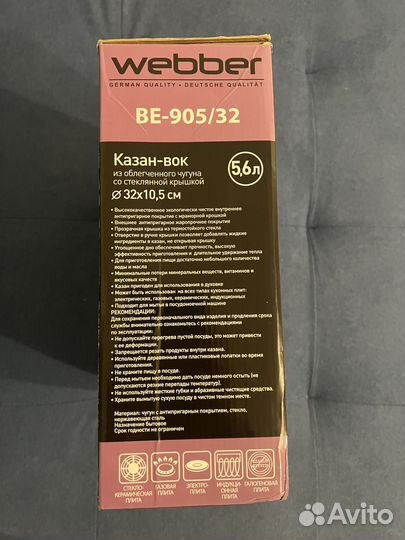 webber
GERMAN QUALITY • DEUTSCHE QUALITÄT
BE-905/32
Казан-вок
из облегченного чугуна
со стеклянной крышкой
5,6л
Ø 32x10,5 см
• Высококачественное экологически чистое внутреннее
антипригарное покрытие с мраморной крошкой
• Внешнее антипригарное жаропрочное покрытие
• Прозрачная крышка из термостойкого стекла
• Отверстие в ручке крышки позволяет добавлять жидкие
ингредиенты в казан, не открывая крышку
• Утолщенное дно обеспечивает прочность, высокую
эффективность приготовления и длительное удержание тепла
• Для приготовления пищи достаточно небольшого количества
воды и масла
• Минимальные потери минеральных веществ, витаминов и
вкусовых качеств
• Казан пригоден для использования в духовке
• Может быть использован на всех типах кухонных плит:
электрических, газовых, керамических, индукционных
• Подходит для мытья в посудомоечной машине
РЕКОМЕНДАЦИИ:
Для сохранения первоначального вида изделия и продления срока
службы внимательно ознакомьтесь с рекомендациями
по эксплуатации:
• Не допускайте перегрева пустой посуды, это может привести
к ее деформации.
• Запрещается резать продукты внутри казана.
• Используйте деревянные или пластиковые лопатки во время
приготовления.
• Не храните пищу в посуде.
• Перед мытьем необходимо дать посуде немного остыть (не
допускаются резкие перепады температур).
• Не используйте жесткие губки и абразивные чистящие средства.
• Храните вымытую сухую посуду в чистом темном месте.
Материал: чугун с антипригарным покрытием, стекло,
нержавеющая сталь
Назначение бытовое
Срок годности не ограничен
СТЕКЛО-
КЕРАМИЧЕСКАЯ
ПЛИТА
ГАЗОВАЯ
ПЛИТА
ЭЛЕКТРО-
ПЛИТА
ИНДУКЦИ-
ОННАЯ
ПЛИТА
ГАЛОГЕНОВАЯ
ПЛИТА
Avito